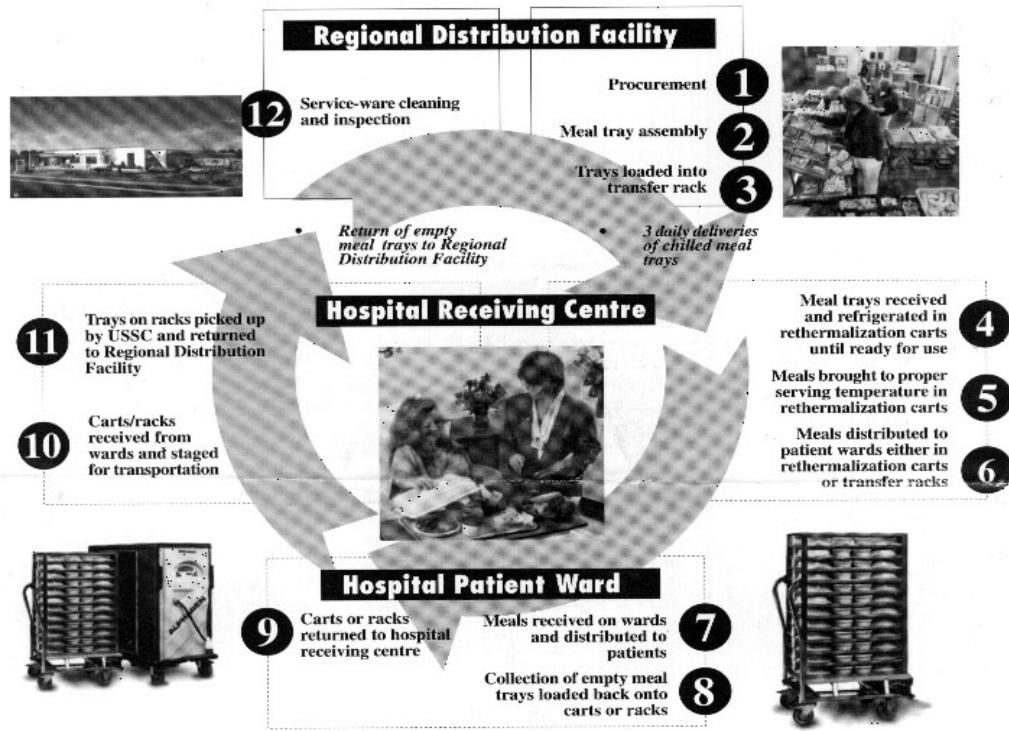 Regional Distribution Facility
1
Procurement
2
Meal tray assembly
3
Trays loaded into
transfer rack
• 3 daily deliveries
of chilled meal
trays
Hospital Receiving Centre
4
Meal trays received
and refrigerated in
rethermalization carts
until ready for use
5
Meals brought to proper
serving temperature in
rethermalization carts
6
Meals distributed to
patient wards either in
rethermalization carts
or transfer racks
Hospital Patient Ward
7
Meals received on wards
and distributed to
patients
8
Collection of empty meal
trays loaded back onto
carts or racks
9
Carts or racks
returned to hospital
receiving centre
10
Carts/racks
received from
wards and staged
for transportation
11
Trays on racks picked up
by USSC and returned
to Regional Distribution
Facility
• Return of empty
meal trays to Regional
Distribution Facility
12
Service-ware cleaning
and inspection